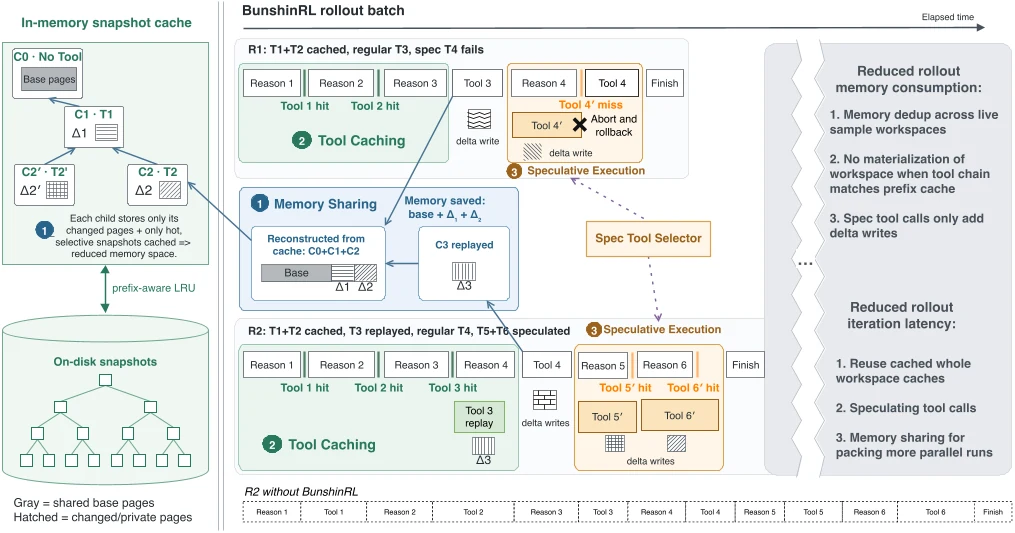 In-memory snapshot cache
C0 · No Tool
Base pages
C1 · T1
Δ1
C2′ · T2'
Δ2′
C2 · T2
Δ2
1
Each child stores only its
changed pages + only hot,
selective snapshots cached =>
reduced memory space.
prefix-aware LRU
On-disk snapshots
Gray = shared base pages
Hatched = changed/private pages
BunshinRL rollout batch
Elapsed time
R1: T1+T2 cached, regular T3, spec T4 fails
Reason 1
Reason 2
Reason 3
Tool 3
Reason 4
Tool 4
Finish
Tool 1 hit
Tool 2 hit
Tool 4′ miss
2 Tool Caching
delta write
Tool 4′
Abort and
rollback
delta write
3 Speculative Execution
1 Memory Sharing
Memory saved:
base + Δ1 + Δ2
Reconstructed from
cache: C0+C1+C2
Base
Δ1 Δ2
C3 replayed
Δ3
Spec Tool Selector
R2: T1+T2 cached, T3 replayed, regular T4, T5+T6 speculated
3 Speculative Execution
Reason 1
Reason 2
Reason 3
Reason 4
Tool 4
Reason 5
Reason 6
Finish
Tool 1 hit
Tool 2 hit
Tool 3 hit
Tool 5′ hit
Tool 6′ hit
Tool 3
replay
Δ3
2 Tool Caching
delta writes
Tool 5′
Tool 6′
delta writes
R2 without BunshinRL
Reason 1
Tool 1
Reason 2
Tool 2
Reason 3
Tool 3
Reason 4
Tool 4
Reason 5
Tool 5
Reason 6
Tool 6
Finish
...
Reduced rollout
memory consumption:
1. Memory dedup across live
sample workspaces
2. No materialization of
workspace when tool chain
matches prefix cache
3. Spec tool calls only add
delta writes
Reduced rollout
iteration latency:
1. Reuse cached whole
workspace caches
2. Speculating tool calls
3. Memory sharing for
packing more parallel runs